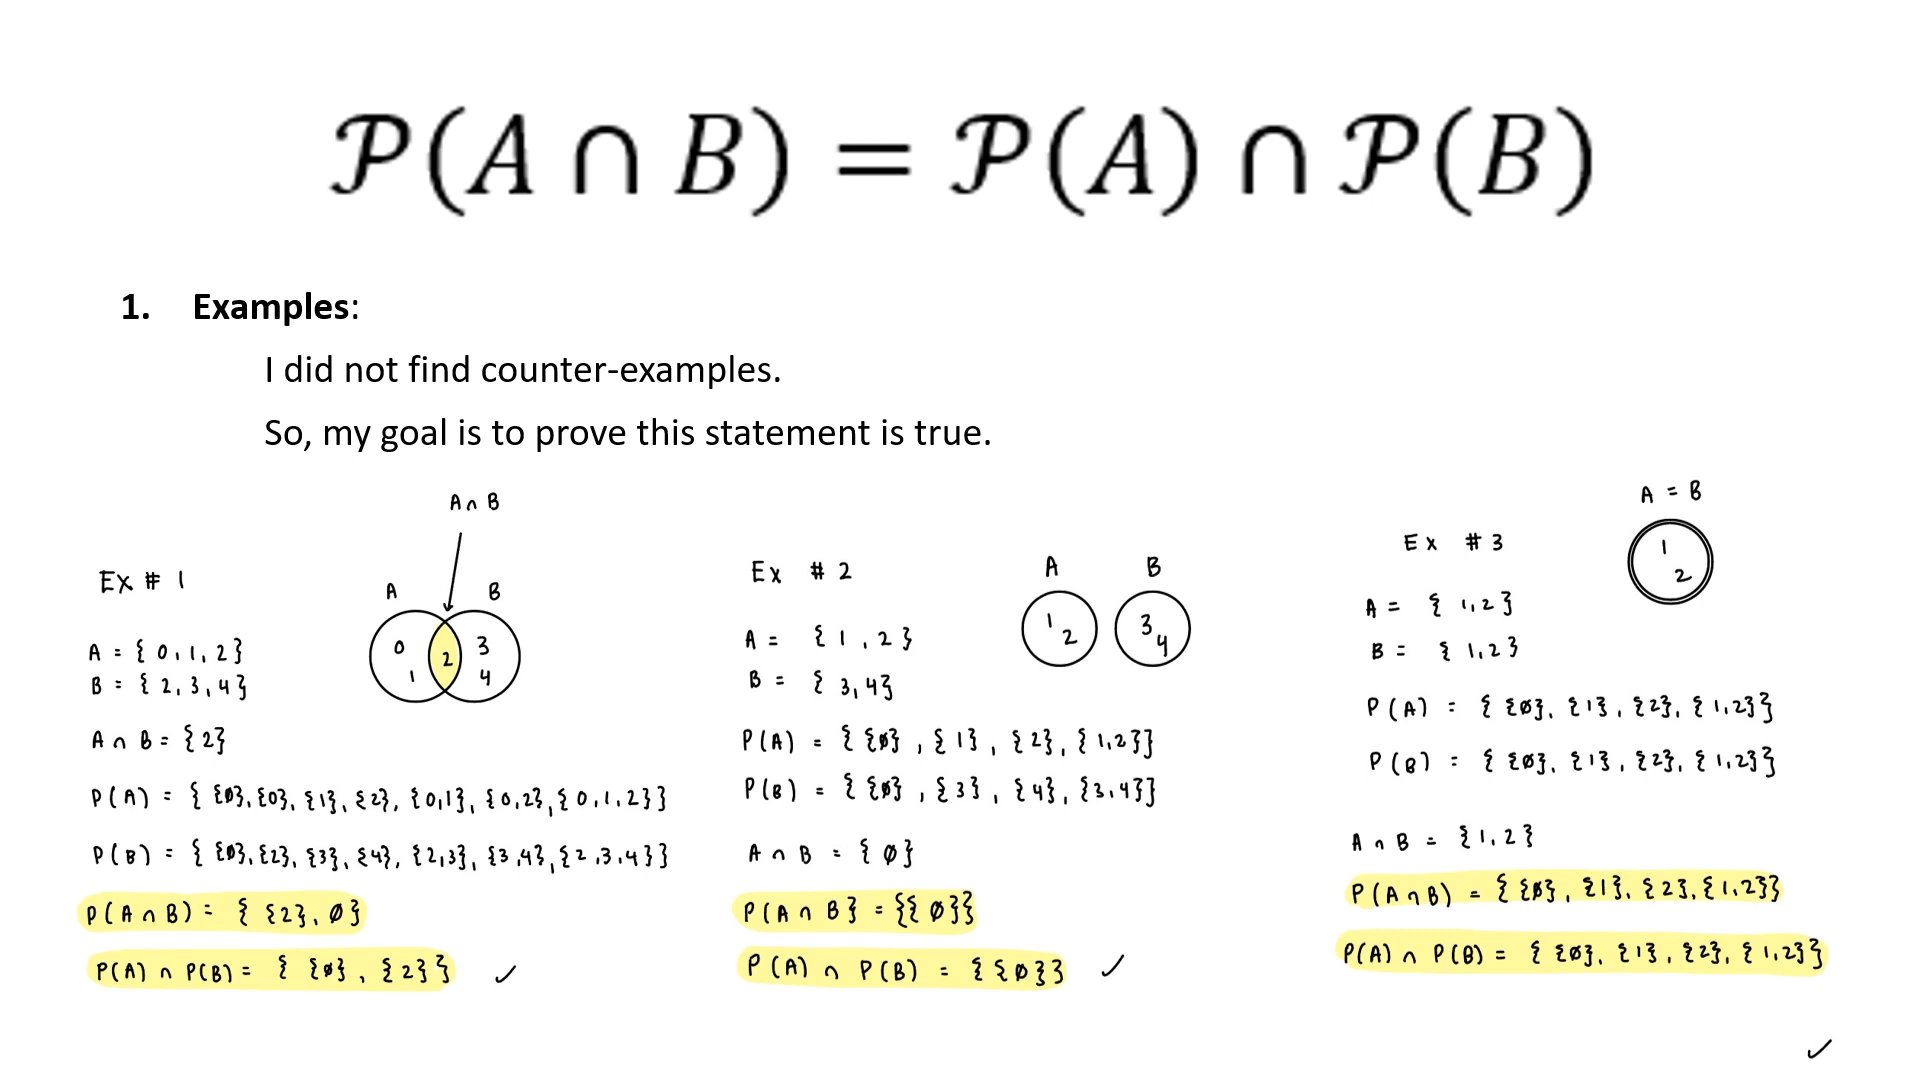 𝒫(A ∩ B) = 𝒫(A) ∩ 𝒫(B)
1. Examples:
I did not find counter-examples.
So, my goal is to prove this statement is true.
A ∩ B
Ex # 1
A B
0 1 2 3 4
A = { 0, 1, 2}
B = { 2, 3, 4}
A ∩ B = {2}
P(A) = { {∅}, {0}, {1}, {2}, {0,1}, {0,2}, {0,1,2}}
P(B) = { {∅}, {2}, {3}, {4}, {2,3}, {3,4}, {2,3,4}}
P(A ∩ B) = { {2}, ∅}
P(A) ∩ P(B) = { {∅}, {2}} ✓
Ex # 2
A B
1 2 3 4
A = { 1, 2 }
B = { 3, 4}
P(A) = { {∅}, {1}, {2}, {1,2}}
P(B) = { {∅}, {3}, {4}, {3,4}}
A ∩ B = { ∅}
P(A ∩ B} = {{ ∅}}
P(A) ∩ P(B) = { {∅}} ✓
A = B
Ex # 3
1 2
A = { 1,2}
B = { 1,2}
P(A) = { {∅}, {1}, {2}, {1,2}}
P(B) = { {∅}, {1}, {2}, {1,2}}
A ∩ B = {1,2}
P(A ∩ B) = { {∅}, {1}, {2}, {1,2}}
P(A) ∩ P(B) = { {∅}, {1}, {2}, {1,2}}
✓